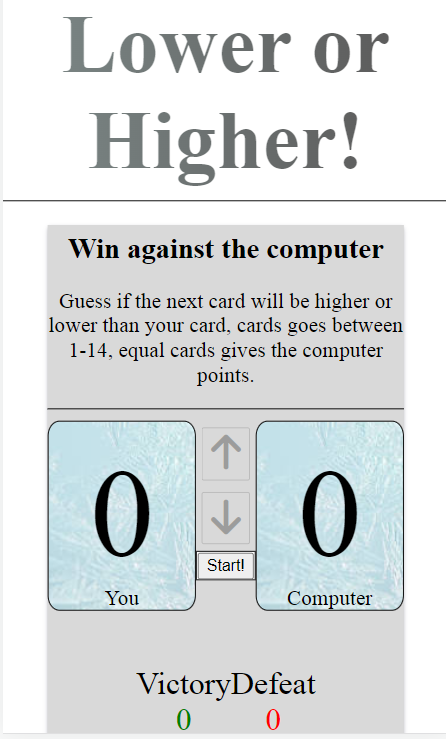 Lower or
Higher!
Win against the computer
Guess if the next card will be higher or
lower than your card, cards goes between
1-14, equal cards gives the computer
points.
0
0
Start!
You
Computer
VictoryDefeat
0
0